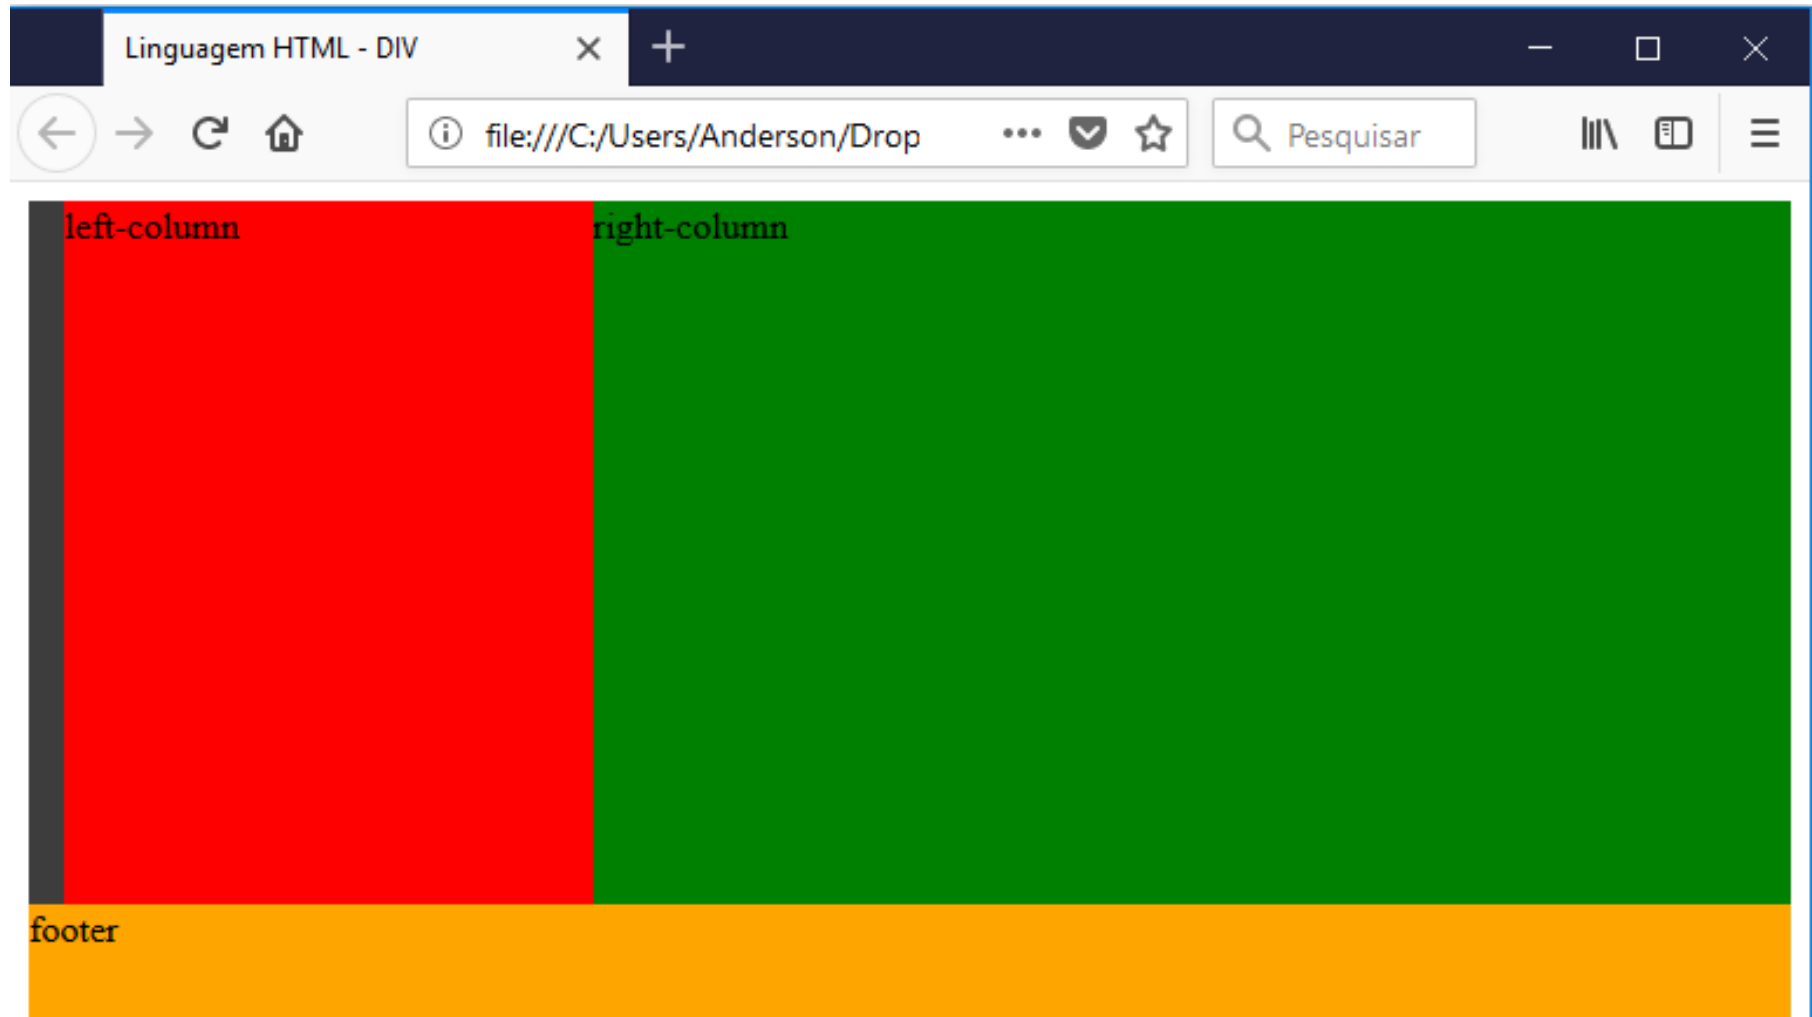 Linguagem HTML - DIV
file:///C:/Users/Anderson/Drop
Pesquisar
left-column
right-column
footer